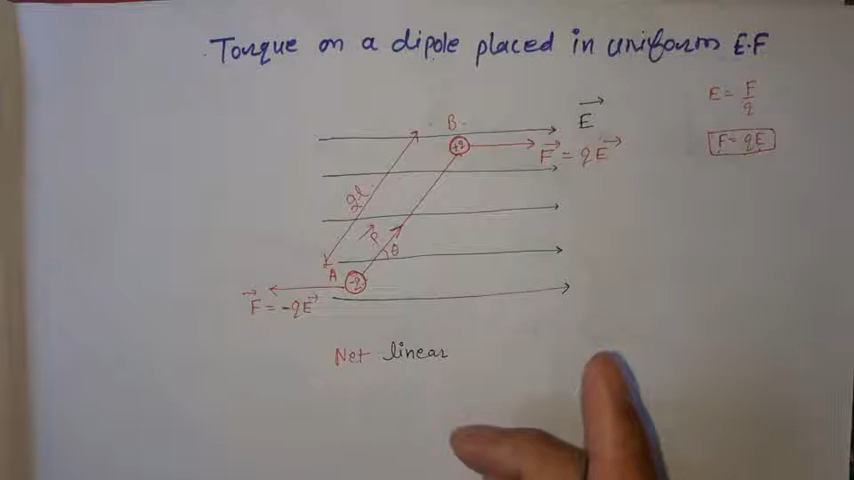 Torque on a dipole placed in uniform E.F
E = F/q
F = qE
B
E
+q
F = qE
2l
P
θ
A
-q
F = -qE
Net linear